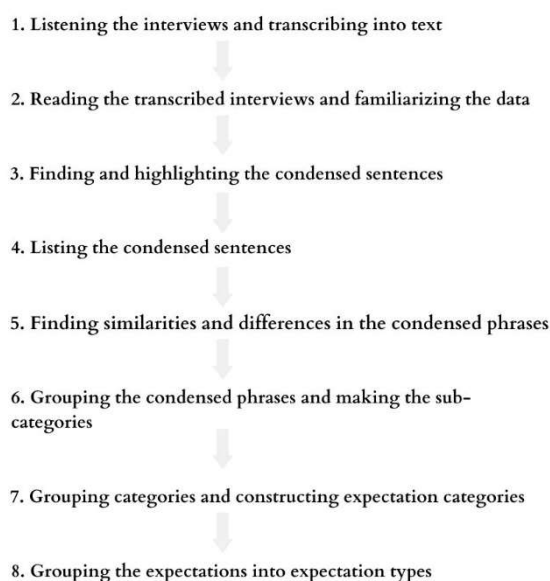 1. Listening the interviews and transcribing into text
2. Reading the transcribed interviews and familiarizing the data
3. Finding and highlighting the condensed sentences
4. Listing the condensed sentences
5. Finding similarities and differences in the condensed phrases
6. Grouping the condensed phrases and making the sub-
categories
7. Grouping categories and constructing expectation categories
8. Grouping the expectations into expectation types